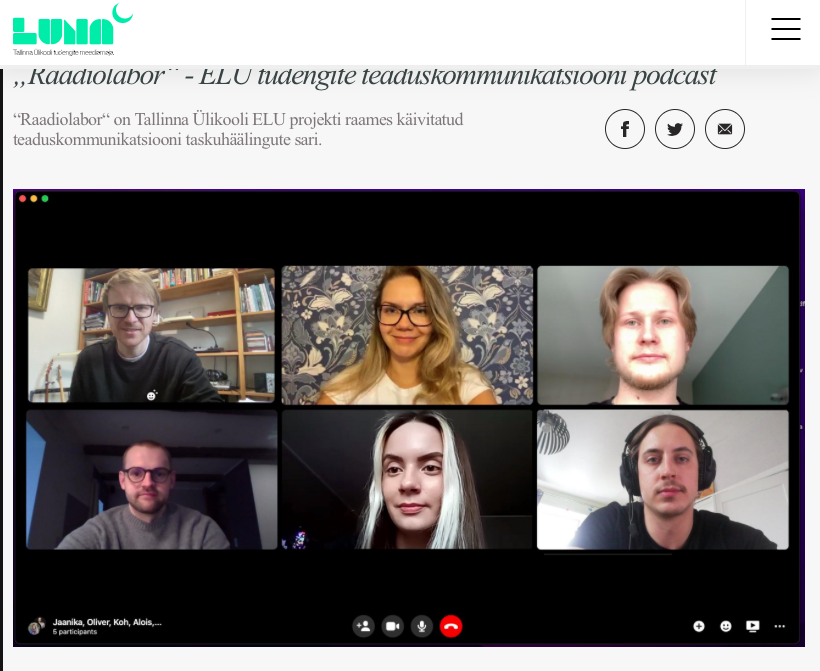 LUNA
Tallinna Ülikooli tudengite meediamaja
„Raadiolabor“ - ELU tudengite teaduskommunikatsiooni podcast
“Raadiolabor“ on Tallinna Ülikooli ELU projekti raames käivitatud
teaduskommunikatsiooni taskuhäälingute sari.
Jaanika, Oliver, Koh, Alois,...
5 participants